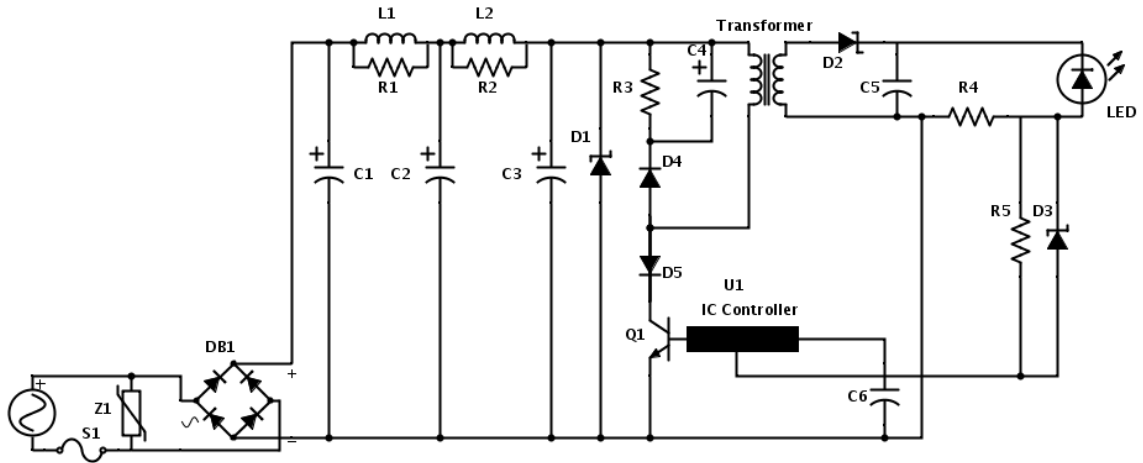 L1
L2
Transformer
R1
R2
R3
C4
+
D2
C5
R4
LED
D1
+
C1
+
C2
+
C3
D4
R5
D3
D5
U1
IC Controller
Q1
DB1
+
+
Z1
S1
C6
=